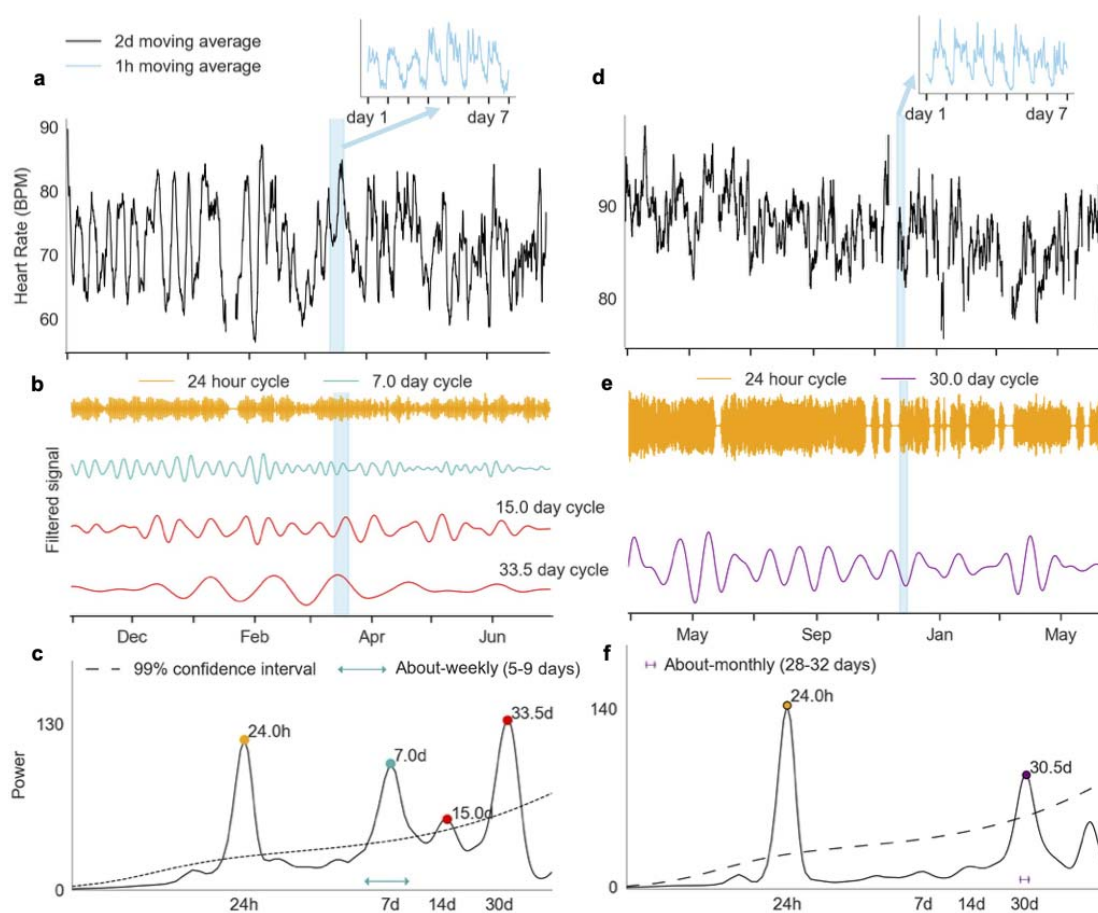 2d moving average
1h moving average
a
day 1
day 7
90
80
70
60
Heart Rate (BPM)
d
day 1
day 7
90
80
b
24 hour cycle
7.0 day cycle
15.0 day cycle
33.5 day cycle
Filtered signal
Dec
Feb
Apr
Jun
e
24 hour cycle
30.0 day cycle
May
Sep
Jan
May
c
99% confidence interval
About-weekly (5-9 days)
130
0
Power
24.0h
7.0d
15.0d
33.5d
24h
7d
14d
30d
f
About-monthly (28-32 days)
140
0
24.0h
30.5d
24h
7d
14d
30d